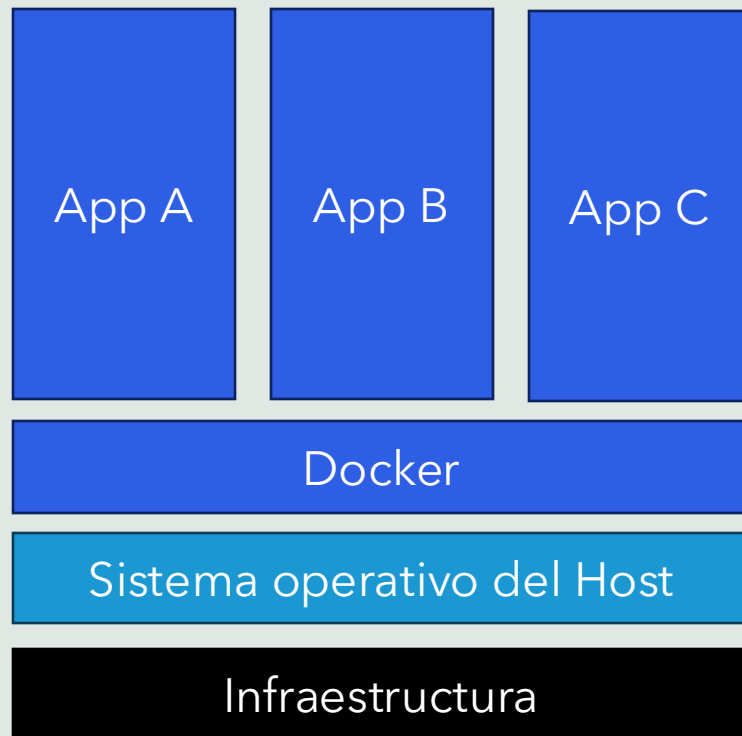 App A
App B
App C
Docker
Sistema operativo del Host
Infraestructura